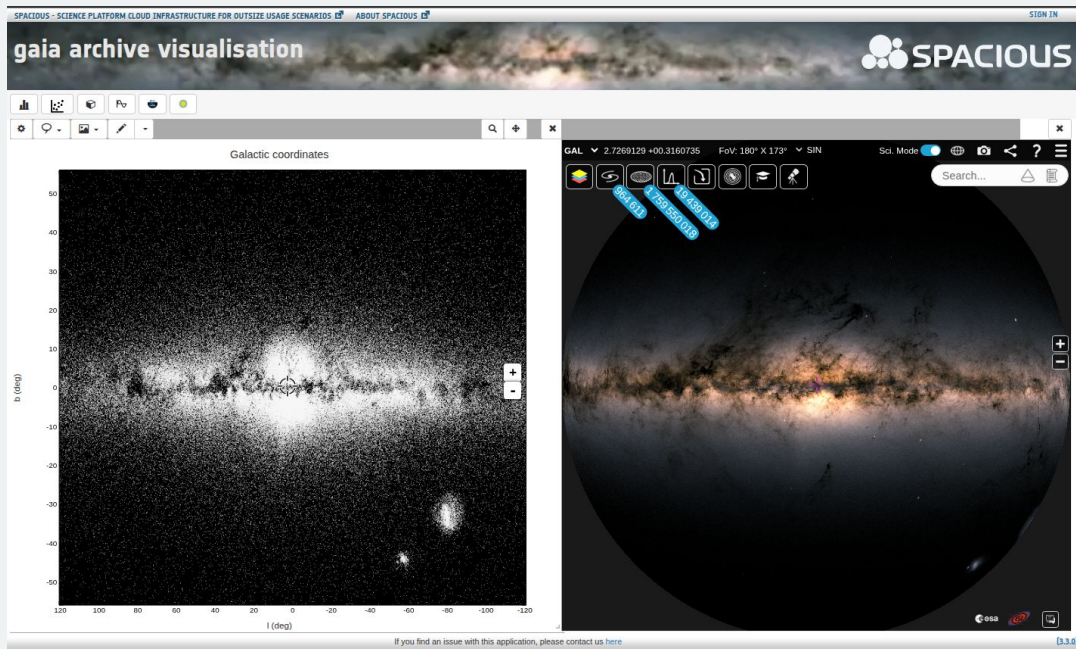 SPACIOUS - SCIENCE PLATFORM CLOUD INFRASTRUCTURE FOR OUTSIZE USAGE SCENARIOS ABOUT SPACIOUS SIGN IN
gaia archive visualisation
SPACIOUS
Galactic coordinates
50
40
30
20
10
0
-10
-20
-30
-40
-50
b (deg)
120 100 80 60 40 20 0 -20 -40 -60 -80 -100 -120
l (deg)
+
-
GAL 2.7269129 +00.3160735 FoV: 180° X 173° SIN Sci. Mode ?
Search...
964 611
1 759 550 018
19 439 014
+
−
esa
If you find an issue with this application, please contact us here
(3.3.0